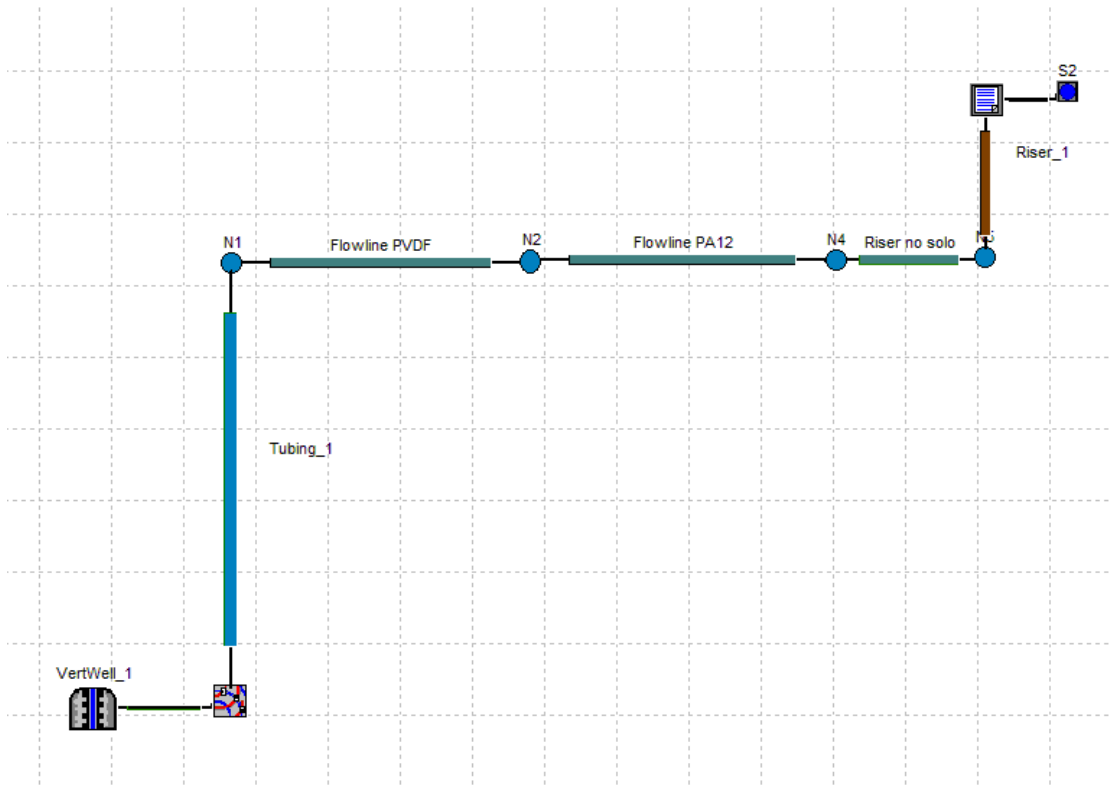 S2
Riser_1
N1
Flowline PVDF
N2
Flowline PA12
N4
Riser no solo
Tubing_1
VertWell_1